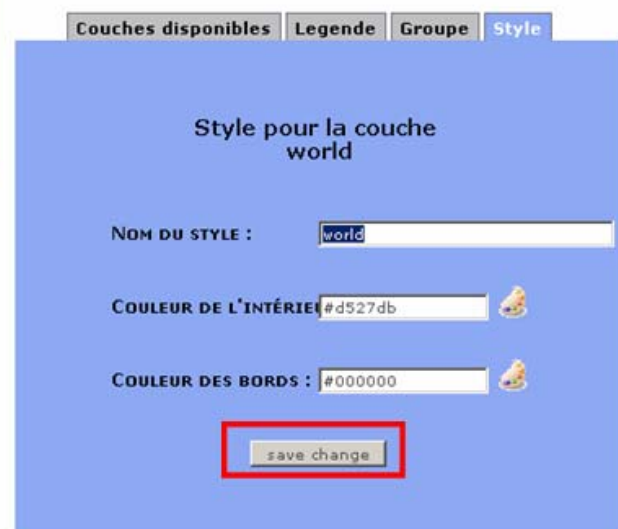 Couches disponibles Legende Groupe Style
Style pour la couche
world
NOM DU STYLE : world
COULEUR DE L'INTÉRIEU #d527db
COULEUR DES BORDS : #000000
save change